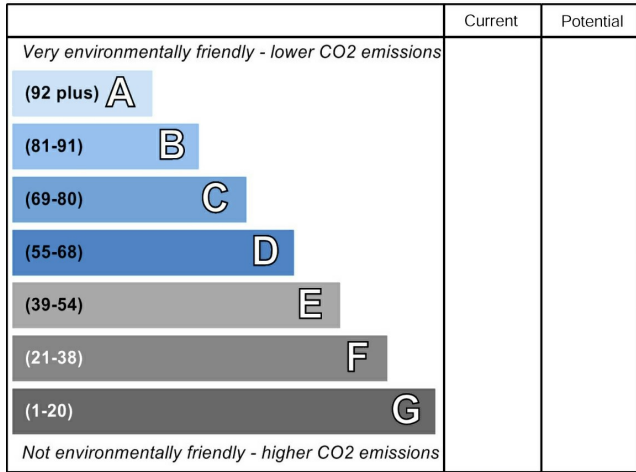 Current Potential
Very environmentally friendly - lower CO2 emissions
(92 plus) A
(81-91) B
(69-80) C
(55-68) D
(39-54) E
(21-38) F
(1-20) G
Not environmentally friendly - higher CO2 emissions